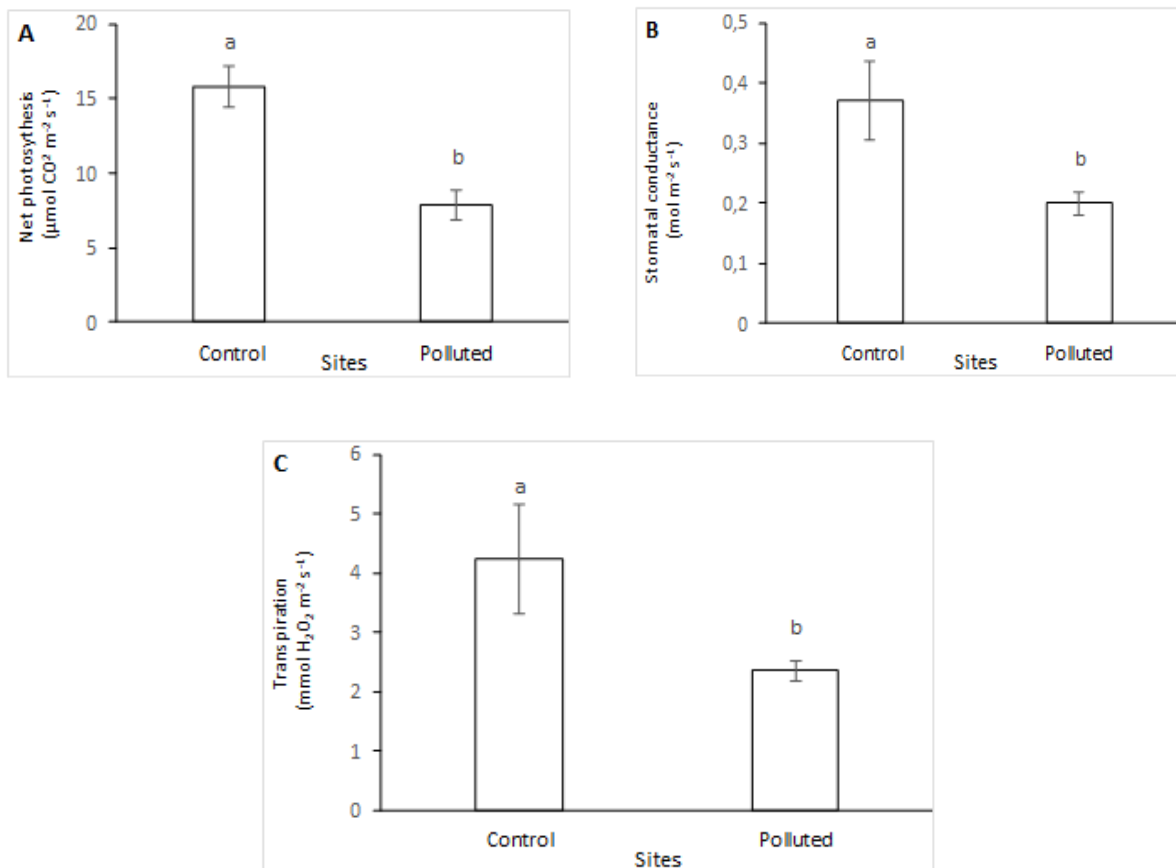 A
Net photosythesis
(μmol CO² m⁻² s⁻¹)
20
15
10
5
0
a
b
Control
Polluted
Sites
B
Stomatal conductance
(mol m⁻² s⁻¹)
0,5
0,4
0,3
0,2
0,1
0
a
b
Control
Polluted
Sites
C
Transpiration
(mmol H₂O₂ m⁻² s⁻¹)
6
5
4
3
2
1
0
a
b
Control
Polluted
Sites